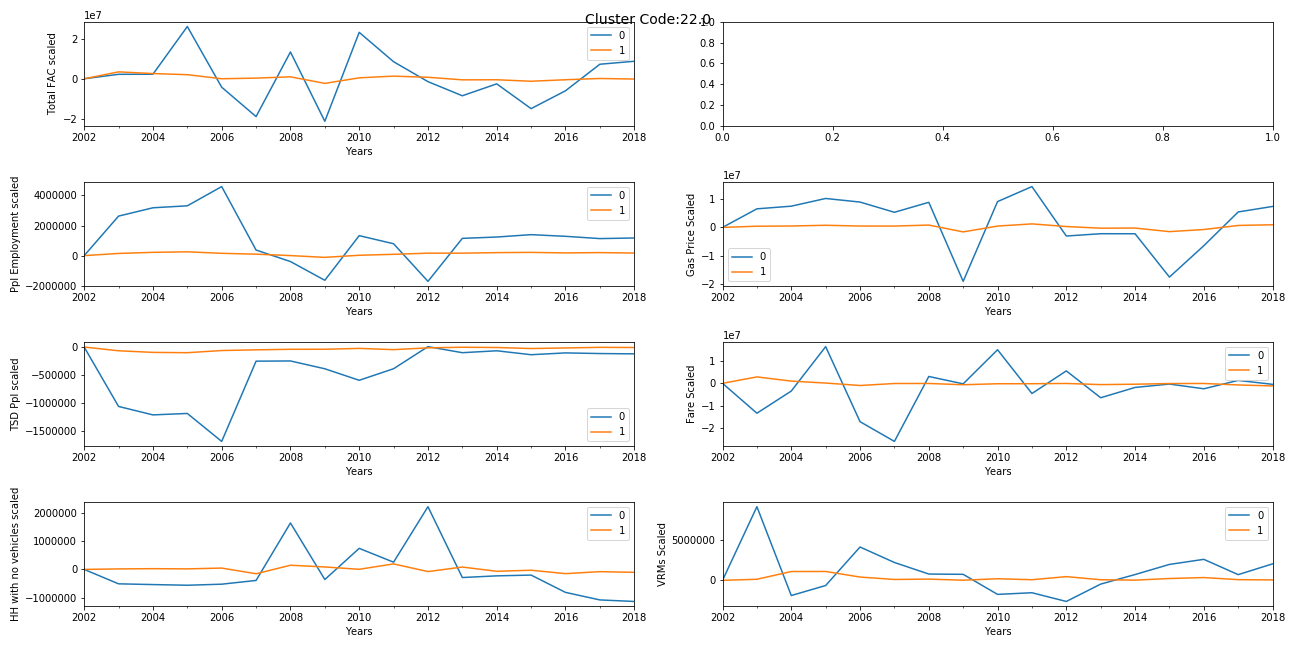 Cluster Code:22.0
1e7
Total FAC scaled
2
0
−2
0
1
2002 2004 2006 2008 2010 2012 2014 2016 2018
Years
1.0
0.8
0.6
0.4
0.2
0.0
0.0 0.2 0.4 0.6 0.8 1.0
Ppl Employment scaled
4000000
2000000
0
−2000000
0
1
2002 2004 2006 2008 2010 2012 2014 2016 2018
Years
1e7
Gas Price Scaled
1
0
−1
−2
0
1
2002 2004 2006 2008 2010 2012 2014 2016 2018
Years
TSD Ppl scaled
0
−500000
−1000000
−1500000
0
1
2002 2004 2006 2008 2010 2012 2014 2016 2018
Years
1e7
Fare Scaled
1
0
−1
−2
0
1
2002 2004 2006 2008 2010 2012 2014 2016 2018
Years
HH with no vehicles scaled
2000000
1000000
0
−1000000
0
1
2002 2004 2006 2008 2010 2012 2014 2016 2018
Years
VRMs Scaled
5000000
0
0
1
2002 2004 2006 2008 2010 2012 2014 2016 2018
Years